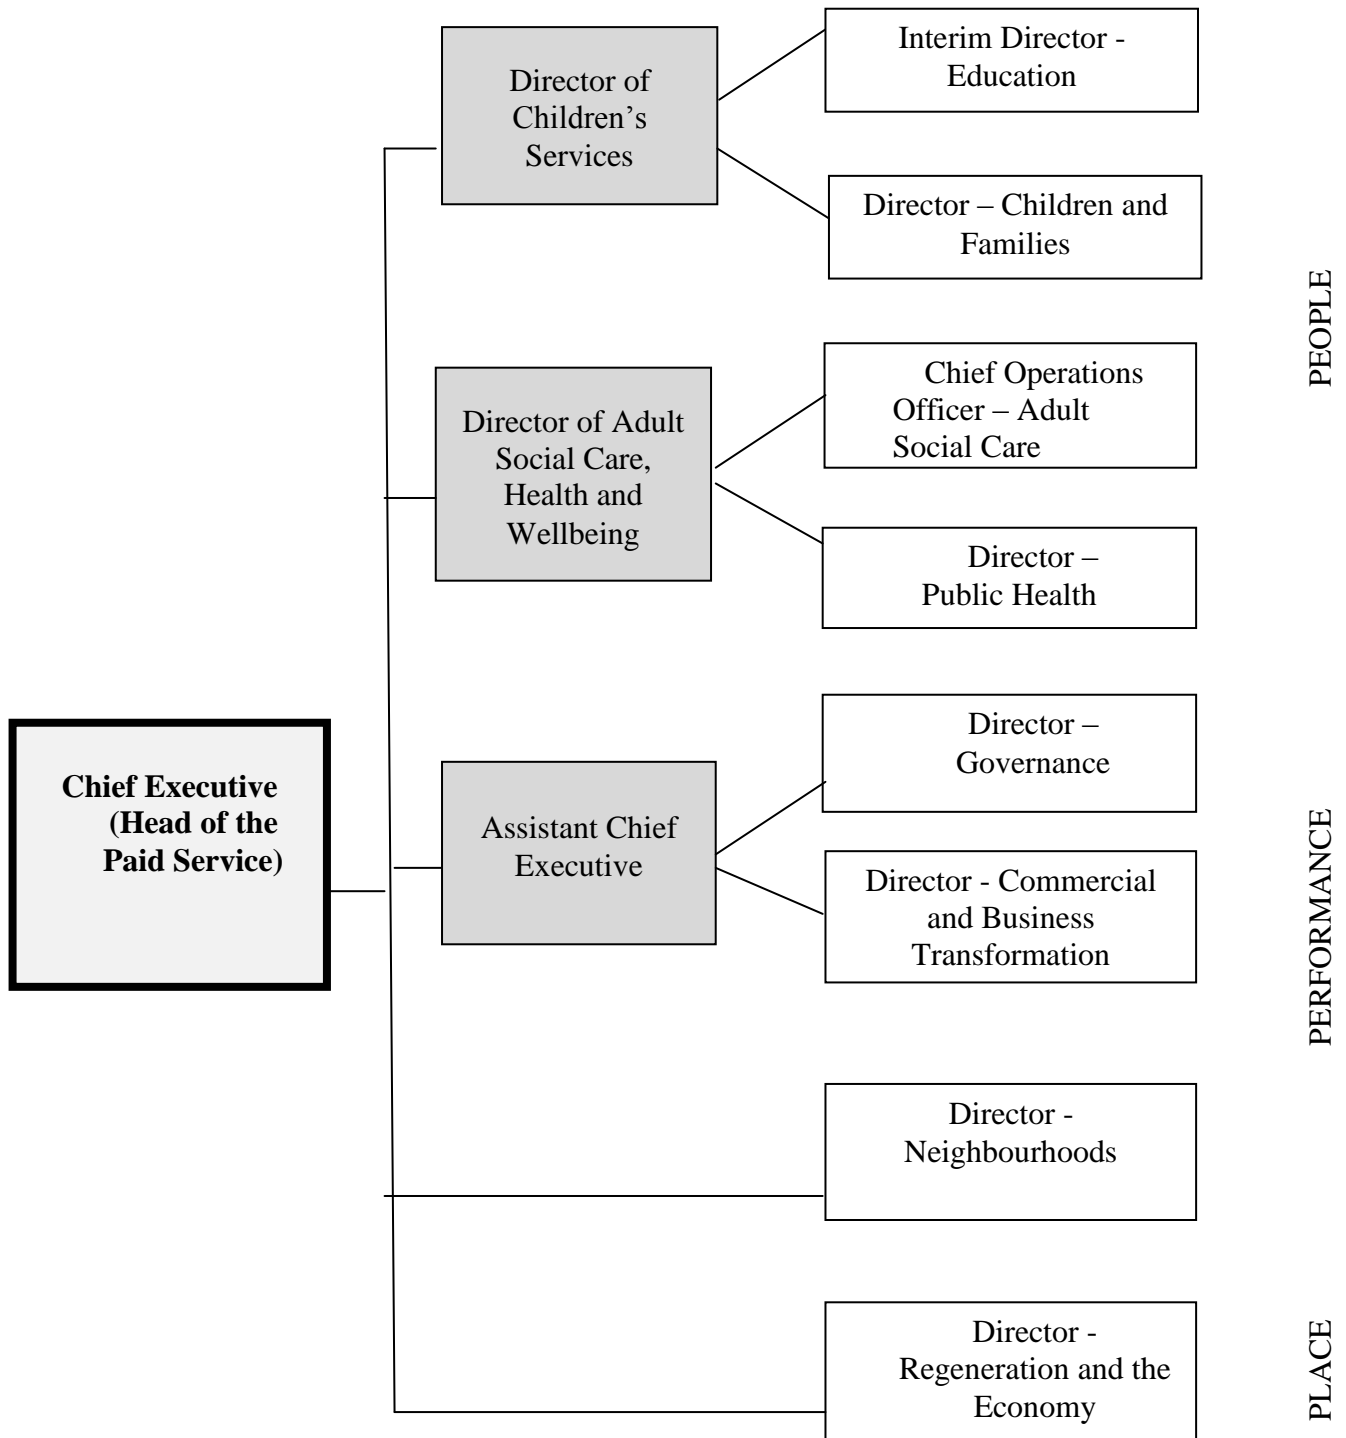 Interim Director -
Education
Director of
Children’s
Services
Director – Children and
Families
PEOPLE
Chief Operations
Officer – Adult
Social Care
Director of Adult
Social Care,
Health and
Wellbeing
Director –
Public Health
Director –
Governance
Chief Executive
(Head of the
Paid Service)
Assistant Chief
Executive
Director - Commercial
and Business
Transformation
PERFORMANCE
Director -
Neighbourhoods
Director -
Regeneration and the
Economy
PLACE